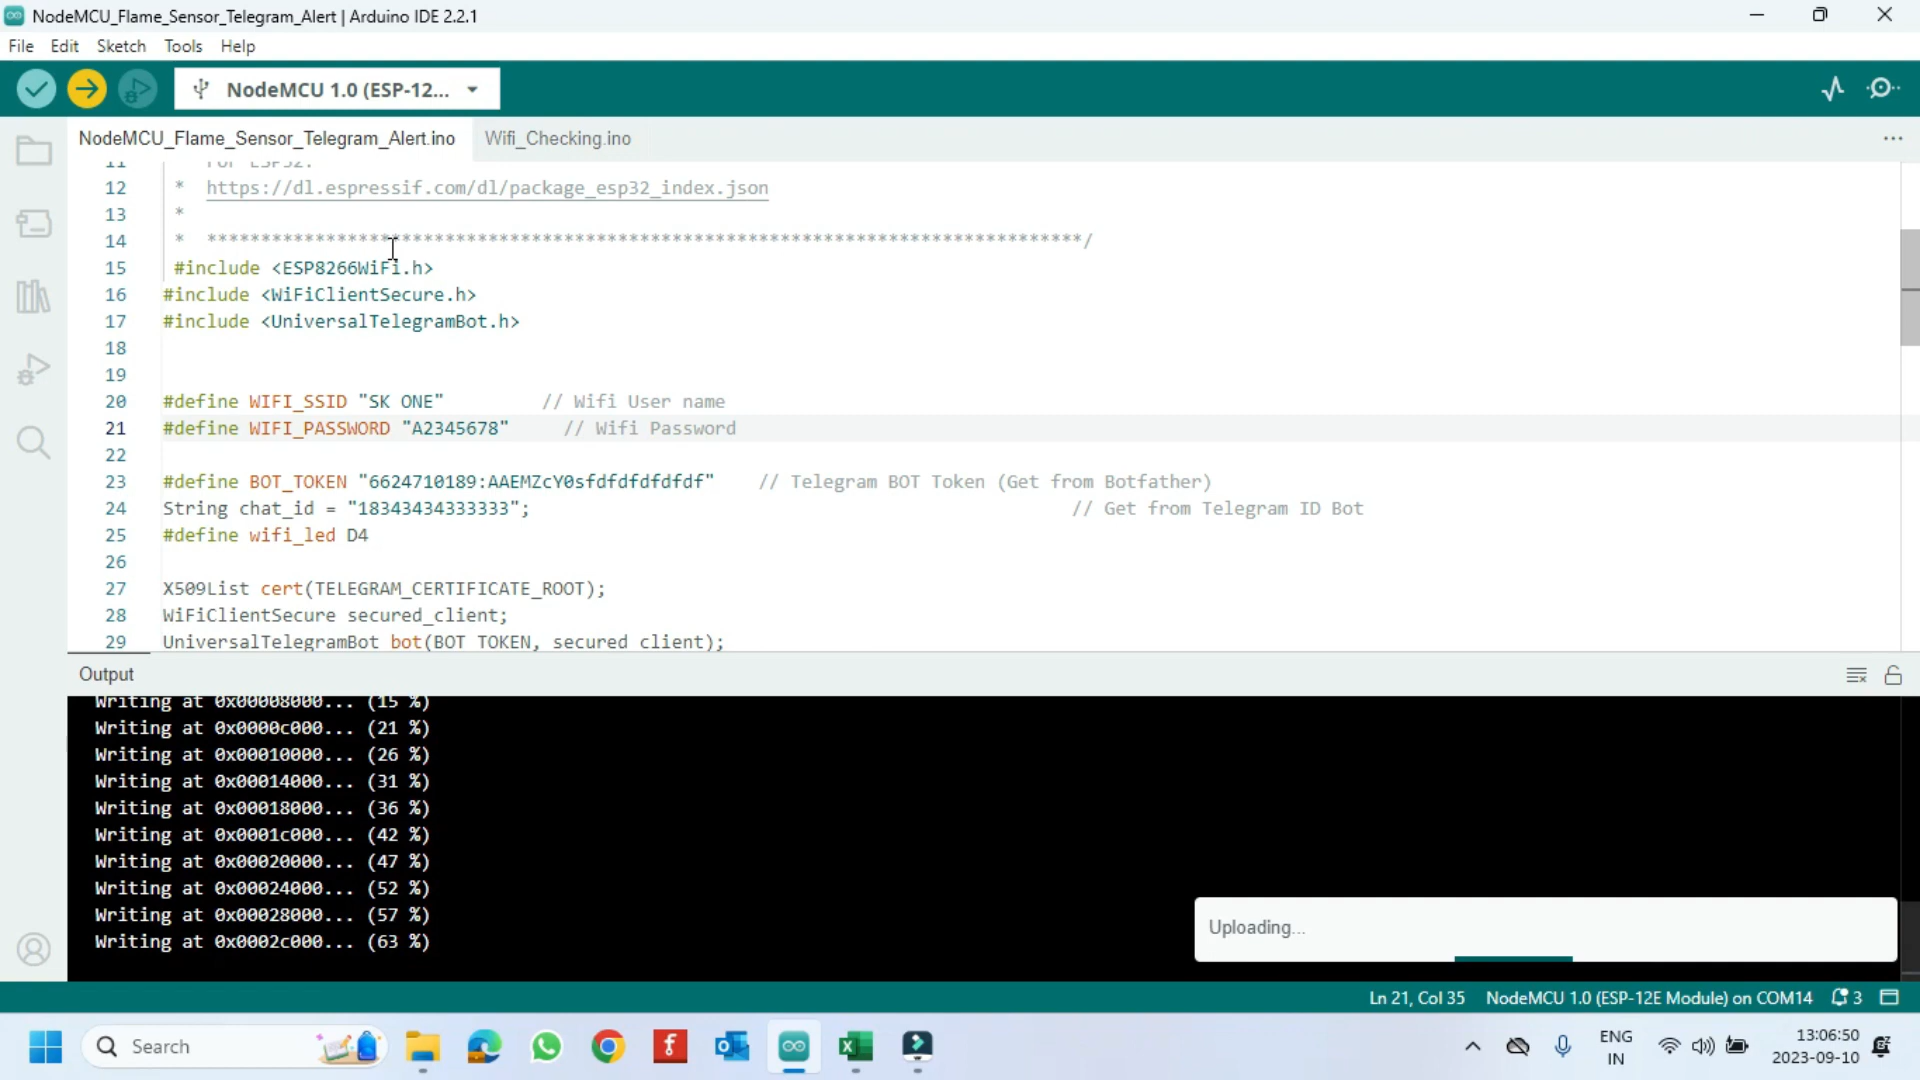 NodeMCU_Flame_Sensor_Telegram_Alert | Arduino IDE 2.2.1
File Edit Sketch Tools Help
NodeMCU 1.0 (ESP-12...
NodeMCU_Flame_Sensor_Telegram_Alert.ino Wifi_Checking.ino
11 For ESP32:
12 * https://dl.espressif.com/dl/package_esp32_index.json
13 *
14 * *********************************************************************************/
15 #include <ESP8266WiFi.h>
16 #include <WiFiClientSecure.h>
17 #include <UniversalTelegramBot.h>
18
19
20 #define WIFI_SSID "SK ONE" // Wifi User name
21 #define WIFI_PASSWORD "A2345678" // Wifi Password
22
23 #define BOT_TOKEN "6624710189:AAEMZcY0sfdfdfdfdfdf" // Telegram BOT Token (Get from Botfather)
24 String chat_id = "18343434333333"; // Get from Telegram ID Bot
25 #define wifi_led D4
26
27 X509List cert(TELEGRAM_CERTIFICATE_ROOT);
28 WiFiClientSecure secured_client;
29 UniversalTelegramBot bot(BOT_TOKEN, secured_client);
Output
Writing at 0x00008000... (15 %)
Writing at 0x0000c000... (21 %)
Writing at 0x00010000... (26 %)
Writing at 0x00014000... (31 %)
Writing at 0x00018000... (36 %)
Writing at 0x0001c000... (42 %)
Writing at 0x00020000... (47 %)
Writing at 0x00024000... (52 %)
Writing at 0x00028000... (57 %)
Writing at 0x0002c000... (63 %)
Uploading...
Ln 21, Col 35 NodeMCU 1.0 (ESP-12E Module) on COM14 3
Search
ENG
IN
13:06:50
2023-09-10